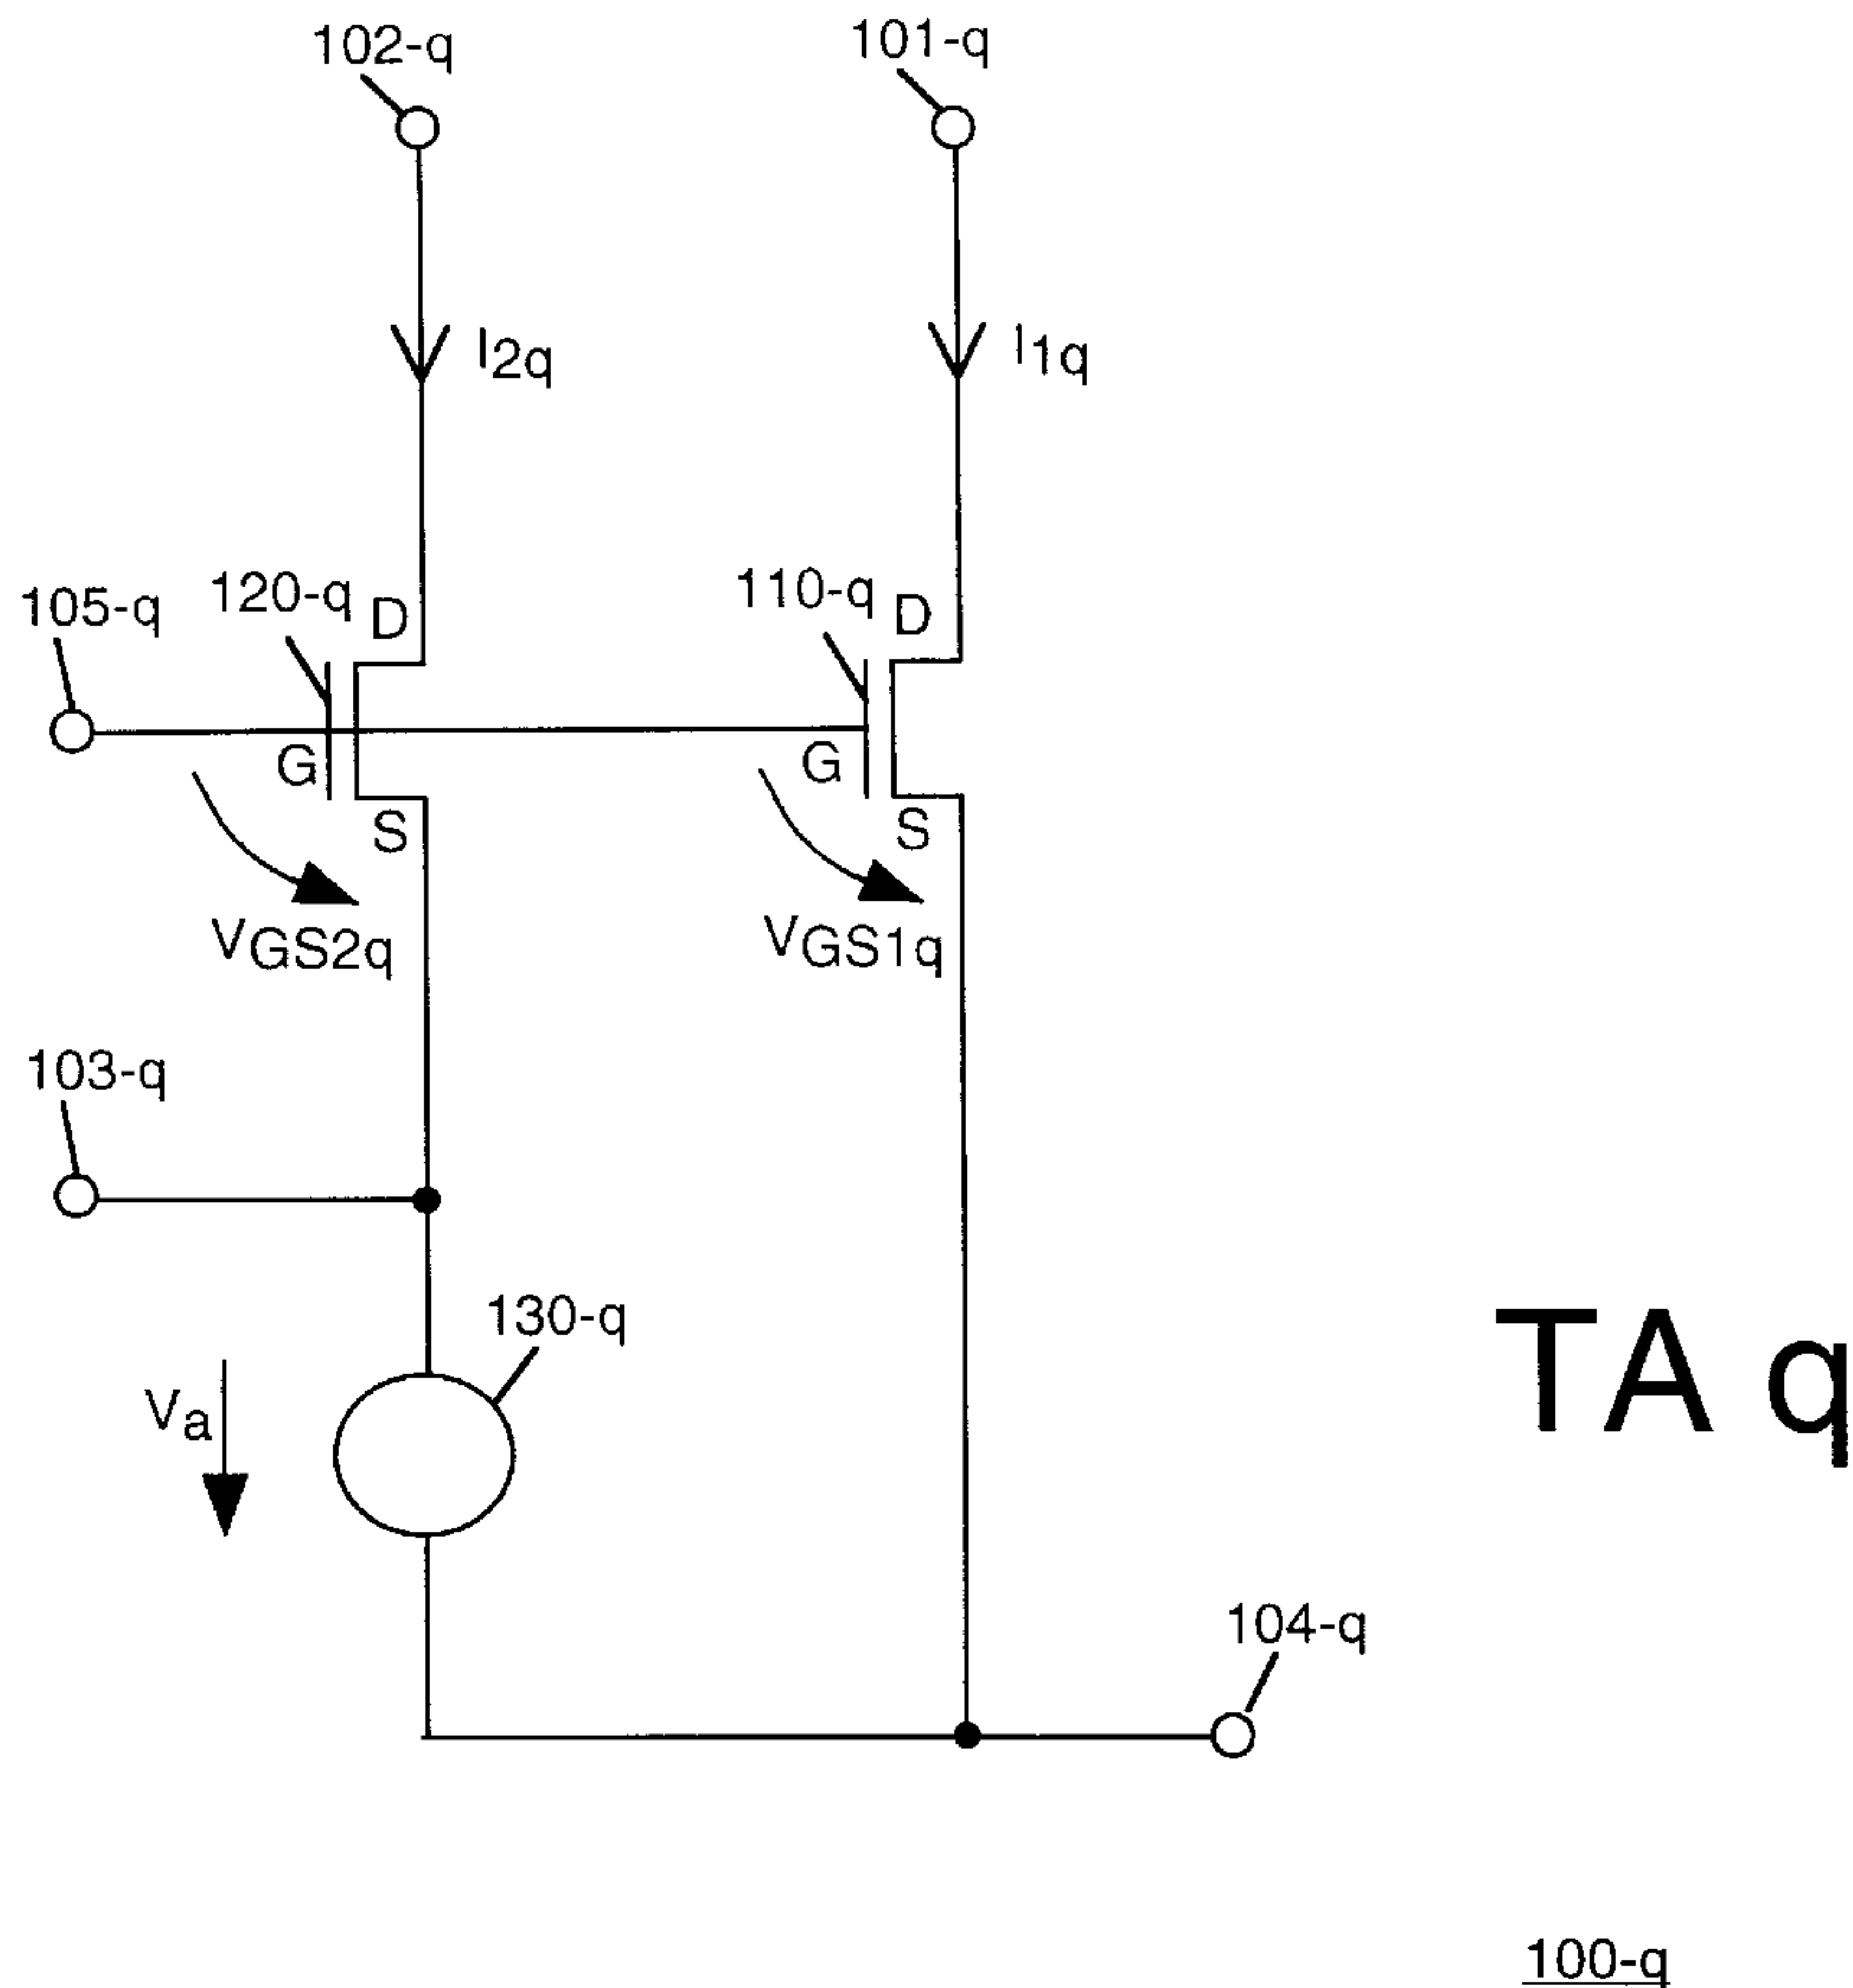 102-q 101-q
I2q I1q
105-q 120-q D 110-q D
G G
S S
VGS2q VGS1q
103-q
130-q
Va
TA q
104-q
100-q